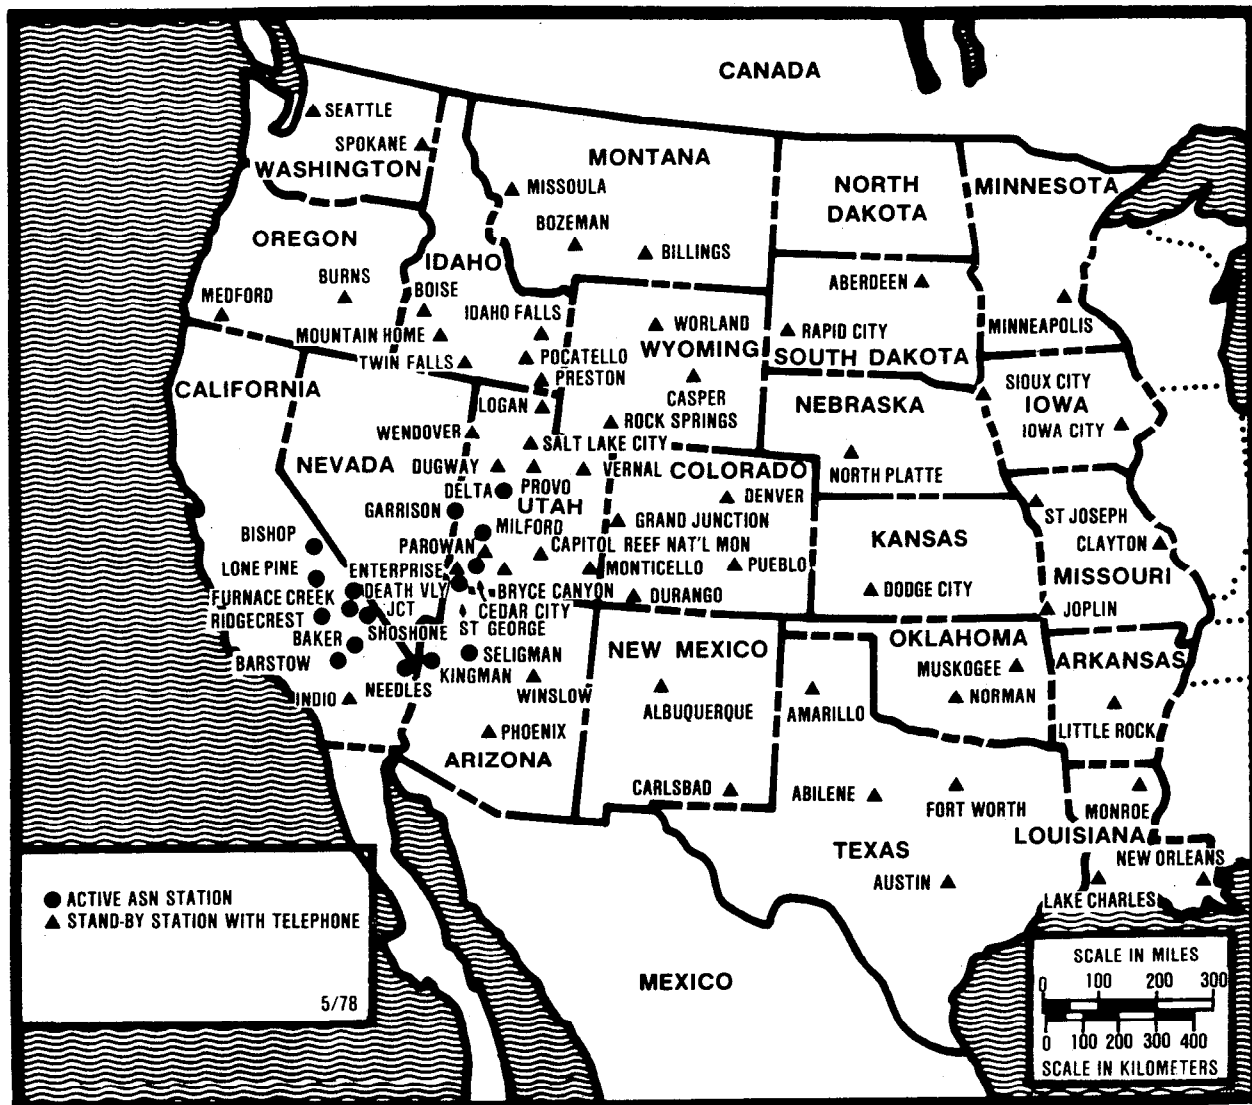 CANADA
SEATTLE
SPOKANE
WASHINGTON
MONTANA
MISSOULA
BOZEMAN
BILLINGS
NORTH
DAKOTA
MINNESOTA
OREGON
BURNS
MEDFORD
IDAHO
BOISE
IDAHO FALLS
MOUNTAIN HOME
TWIN FALLS
POCATELLO
PRESTON
WORLAND
WYOMING
CASPER
ROCK SPRINGS
ABERDEEN
RAPID CITY
SOUTH DAKOTA
MINNEAPOLIS
CALIFORNIA
LOGAN
WENDOVER
SALT LAKE CITY
NEVADA
DUGWAY
PROVO
VERNAL
COLORADO
DENVER
NEBRASKA
NORTH PLATTE
SIOUX CITY
IOWA
IOWA CITY
DELTA
UTAH
GARRISON
MILFORD
GRAND JUNCTION
BISHOP
PAROWAN
CAPITOL REEF NAT'L MON
LONE PINE
ENTERPRISE
MONTICELLO
PUEBLO
KANSAS
DODGE CITY
ST JOSEPH
CLAYTON
MISSOURI
JOPLIN
FURNACE CREEK
DEATH VLY
JCT
BRYCE CANYON
DURANGO
RIDGECREST
CEDAR CITY
SHOSHONE
ST GEORGE
BAKER
BARSTOW
SELIGMAN
KINGMAN
NEEDLES
INDIO
WINSLOW
PHOENIX
ARIZONA
NEW MEXICO
ALBUQUERQUE
CARLSBAD
OKLAHOMA
MUSKOGEE
NORMAN
ARKANSAS
LITTLE ROCK
AMARILLO
ABILENE
FORT WORTH
TEXAS
AUSTIN
MONROE
LOUISIANA
NEW ORLEANS
LAKE CHARLES
MEXICO
ACTIVE ASN STATION
STAND-BY STATION WITH TELEPHONE
5/78
SCALE IN MILES
0 100 200 300
0 100 200 300 400
SCALE IN KILOMETERS